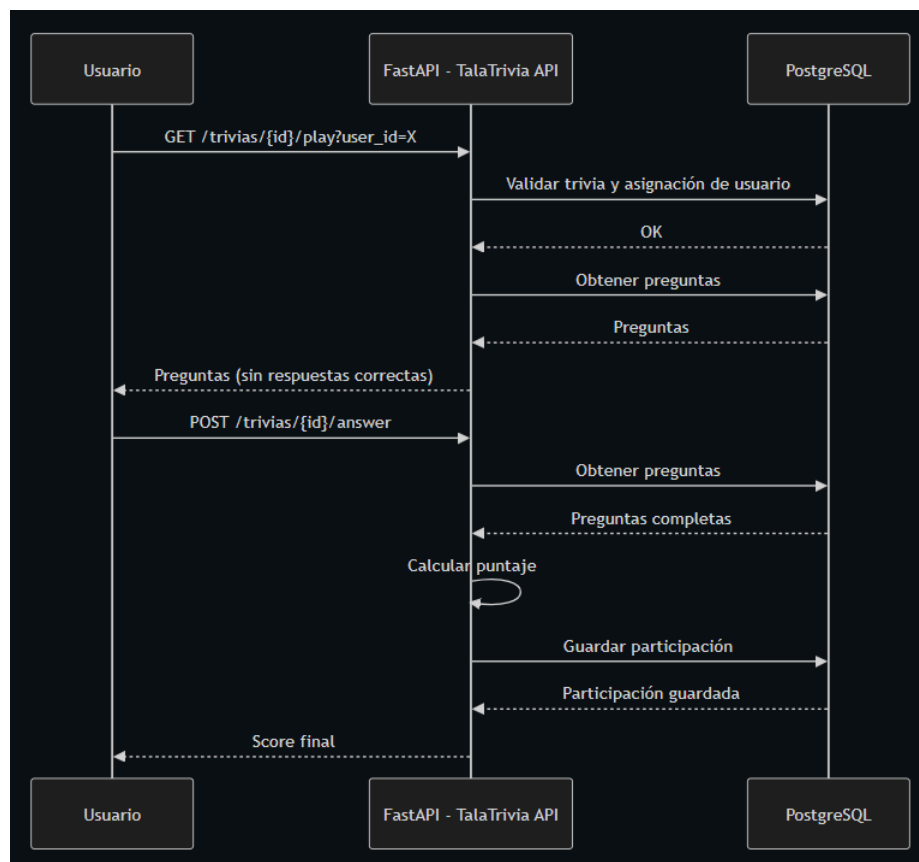 Usuario
FastAPI - TalaTrivia API
PostgreSQL
GET /trivias/{id}/play?user_id=X
Validar trivia y asignación de usuario
OK
Obtener preguntas
Preguntas
Preguntas (sin respuestas correctas)
POST /trivias/{id}/answer
Obtener preguntas
Preguntas completas
Calcular puntaje
Guardar participación
Participación guardada
Score final
Usuario
FastAPI - TalaTrivia API
PostgreSQL